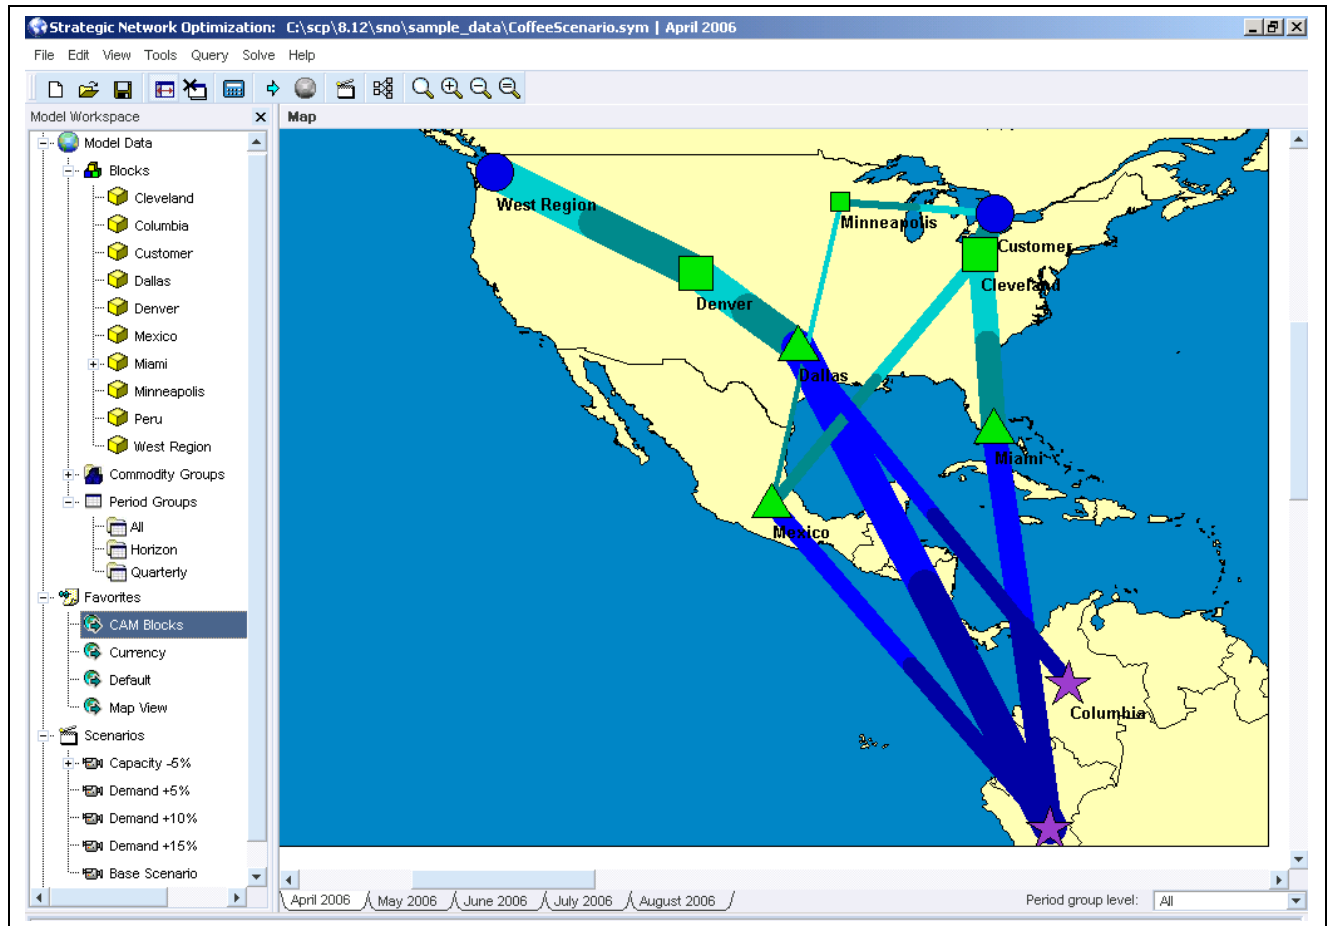 Strategic Network Optimization: C:\scp\8.12\sno\sample_data\CoffeeScenario.sym | April 2006
File Edit View Tools Query Solve Help
Model Workspace
Model Data
Blocks
Cleveland
Columbia
Customer
Dallas
Denver
Mexico
Miami
Minneapolis
Peru
West Region
Commodity Groups
Period Groups
All
Horizon
Quarterly
Favorites
CAM Blocks
Currency
Default
Map View
Scenarios
Capacity -5%
Demand +5%
Demand +10%
Demand +15%
Base Scenario
Map
West Region
Minneapolis
Customer
Cleveland
Denver
Dallas
Miami
Mexico
Columbia
April 2006 May 2006 June 2006 July 2006 August 2006
Period group level: All